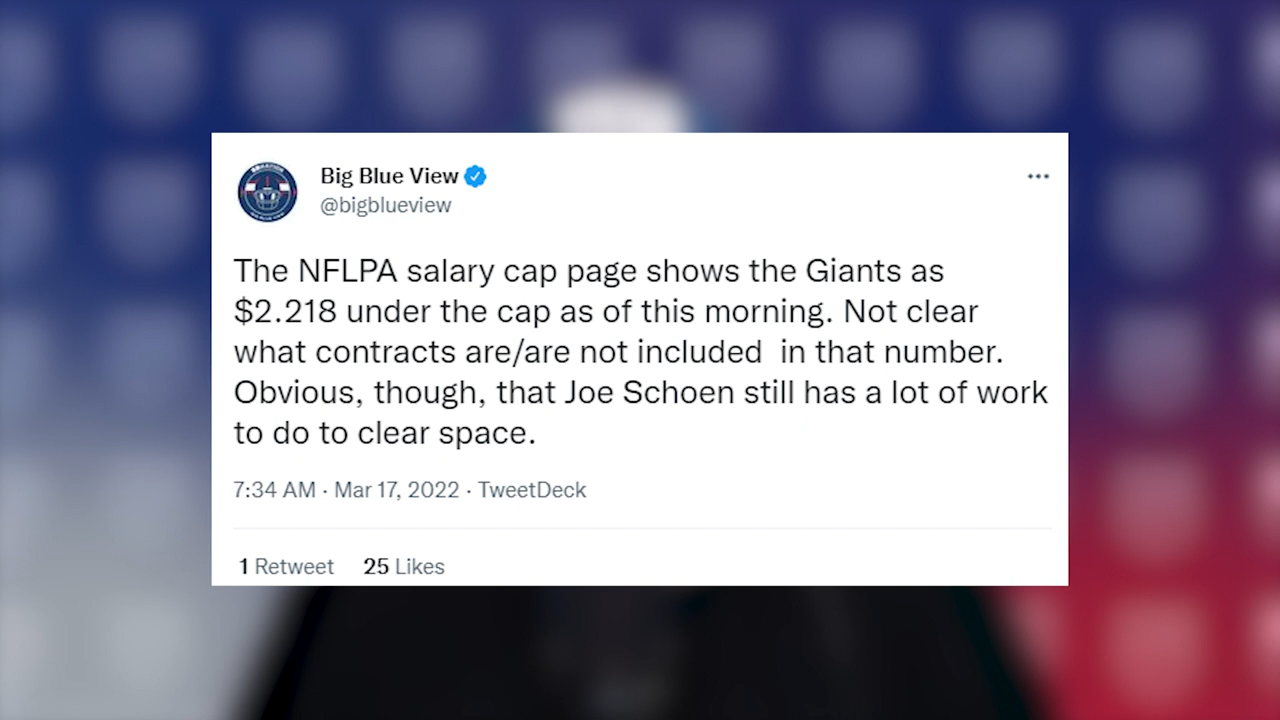 Big Blue View
@bigblueview
The NFLPA salary cap page shows the Giants as
$2.218 under the cap as of this morning. Not clear
what contracts are/are not included  in that number.
Obvious, though, that Joe Schoen still has a lot of work
to do to clear space.
7:34 AM · Mar 17, 2022 · TweetDeck
1 Retweet 25 Likes